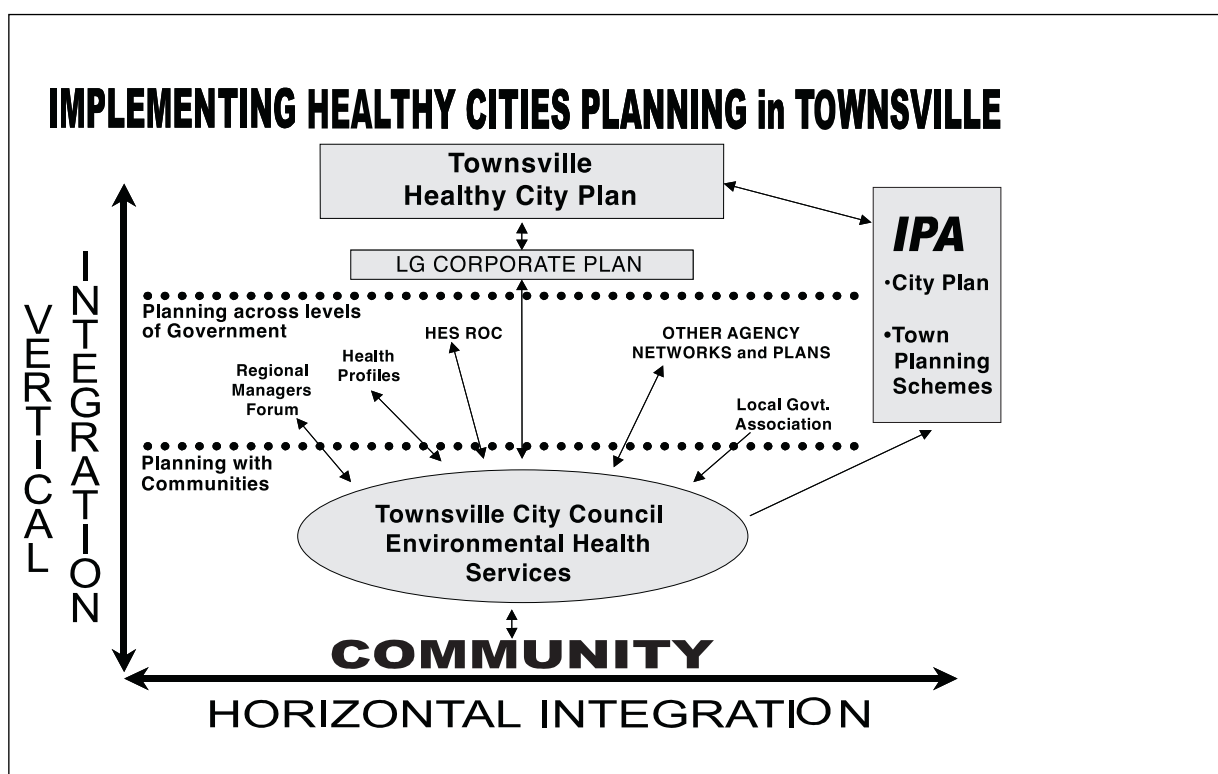 IMPLEMENTING HEALTHY CITIES PLANNING in TOWNSVILLE
Townsville
Healthy City Plan
LG CORPORATE PLAN
IPA
•City Plan
•Town
Planning
Schemes
Planning across levels
of Government
HES ROC
OTHER AGENCY
NETWORKS and PLANS
Health
Profiles
Regional
Managers
Forum
Local Govt.
Association
Planning with
Communities
Townsville City Council
Environmental Health
Services
COMMUNITY
VERTICAL
INTEGRATION
HORIZONTAL INTEGRATION